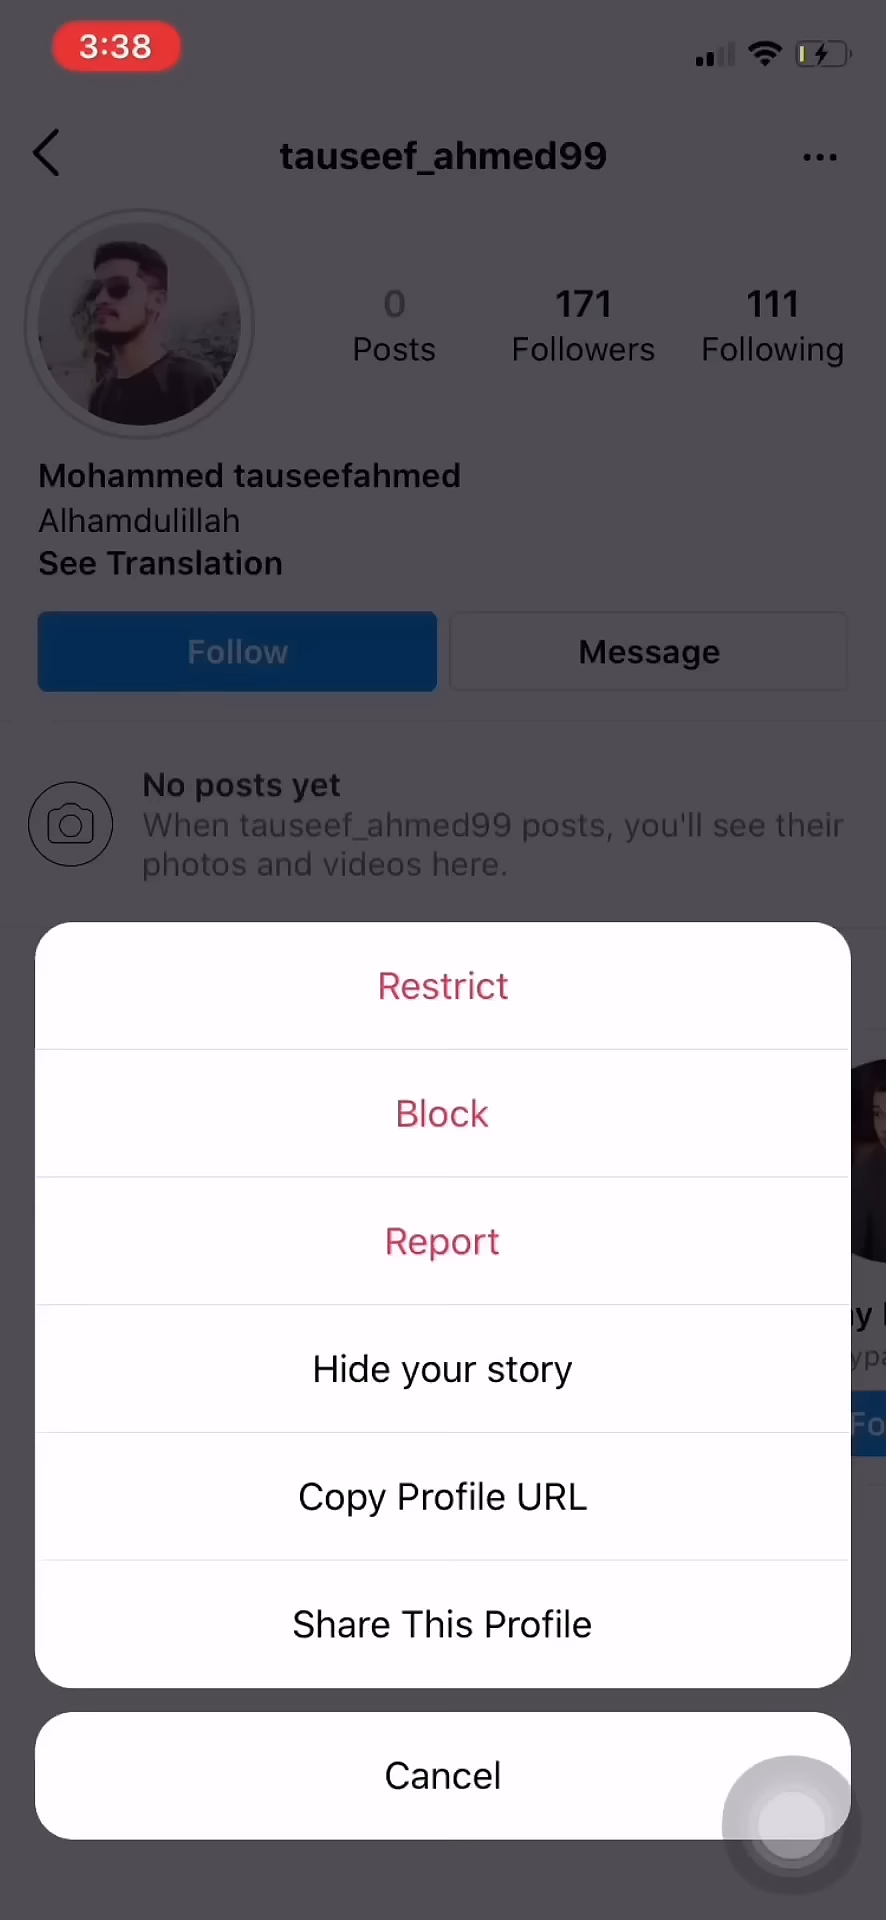 3:38
tauseef_ahmed99
0
Posts
171
Followers
111
Following
Mohammed tauseefahmed
Alhamdulillah
See Translation
Follow
Message
No posts yet
When tauseef_ahmed99 posts, you'll see their
photos and videos here.
Restrict
Block
Report
Hide your story
Copy Profile URL
Share This Profile
Cancel